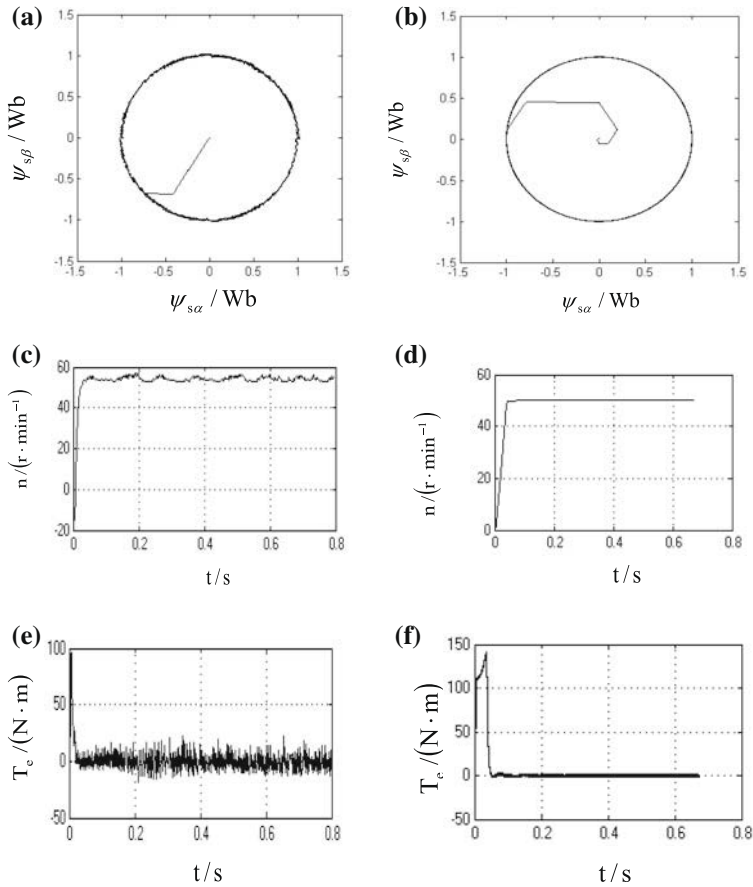 (a)
1.5
1
0.5
0
-0.5
-1
-1.5
-1.5 -1 -0.5 0 0.5 1 1.5
ψsβ / Wb
ψsα / Wb
(b)
1.5
1
0.5
0
-0.5
-1
-1.5
-1.5 -1 -0.5 0 0.5 1 1.5
ψsβ / Wb
ψsα / Wb
(c)
60
40
20
0
-20
0 0.2 0.4 0.6 0.8
n/(r·min⁻¹)
t/s
(d)
60
40
20
0
0 0.2 0.4 0.6 0.8
n/(r·min⁻¹)
t/s
(e)
100
50
0
-50
0 0.2 0.4 0.6 0.8
Te/(N·m)
t/s
(f)
150
100
50
0
-50
0 0.2 0.4 0.6 0.8
Te/(N·m)
t/s